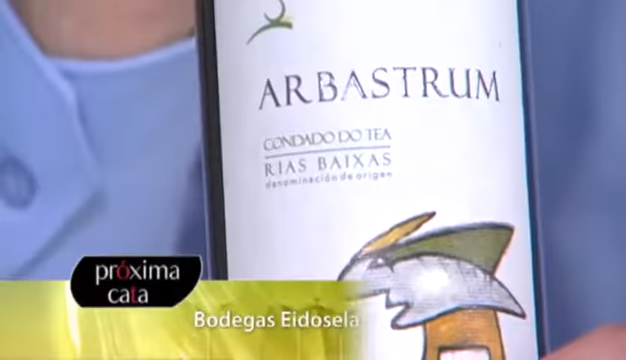 ARBASTRUM
CONDADO DO TEA
RIAS BAIXAS
denominación de origen
próxima
cata
Bodegas Eidosela